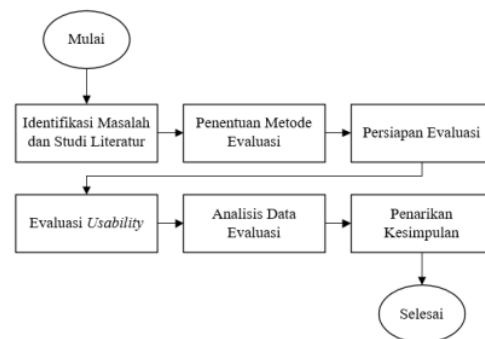 Mulai
Identifikasi Masalah
dan Studi Literatur
Penentuan Metode
Evaluasi
Persiapan Evaluasi
Evaluasi Usability
Analisis Data
Evaluasi
Penarikan
Kesimpulan
Selesai